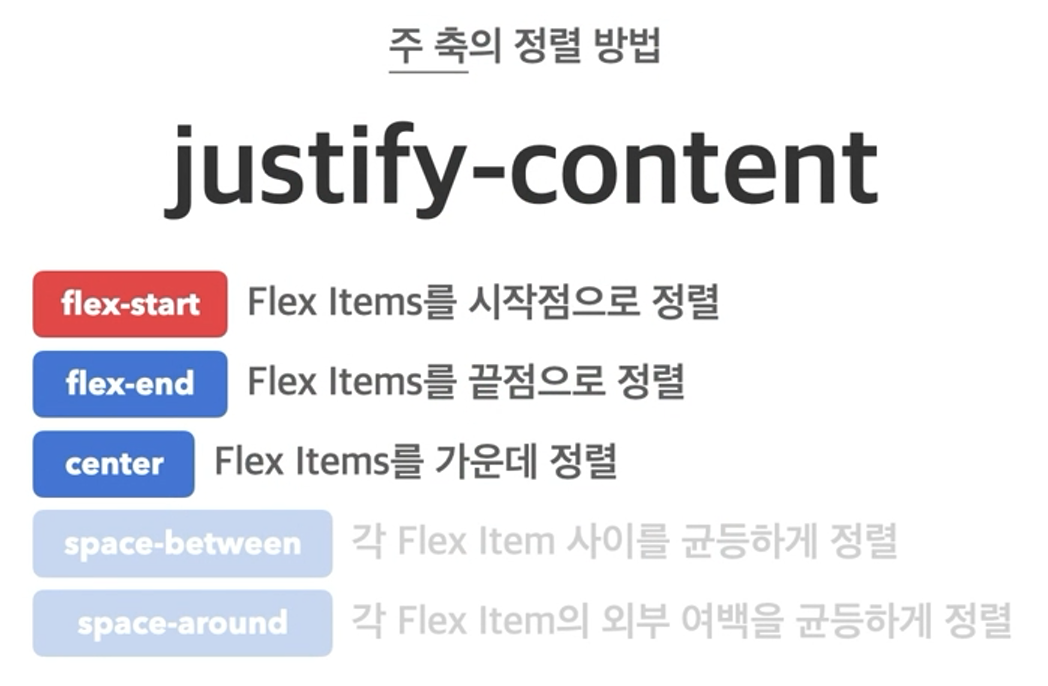 주 축의 정렬 방법
justify-content
flex-start Flex Items를 시작점으로 정렬
flex-end Flex Items를 끝점으로 정렬
center Flex Items를 가운데 정렬
space-between 각 Flex Item 사이를 균등하게 정렬
space-around 각 Flex Item의 외부 여백을 균등하게 정렬